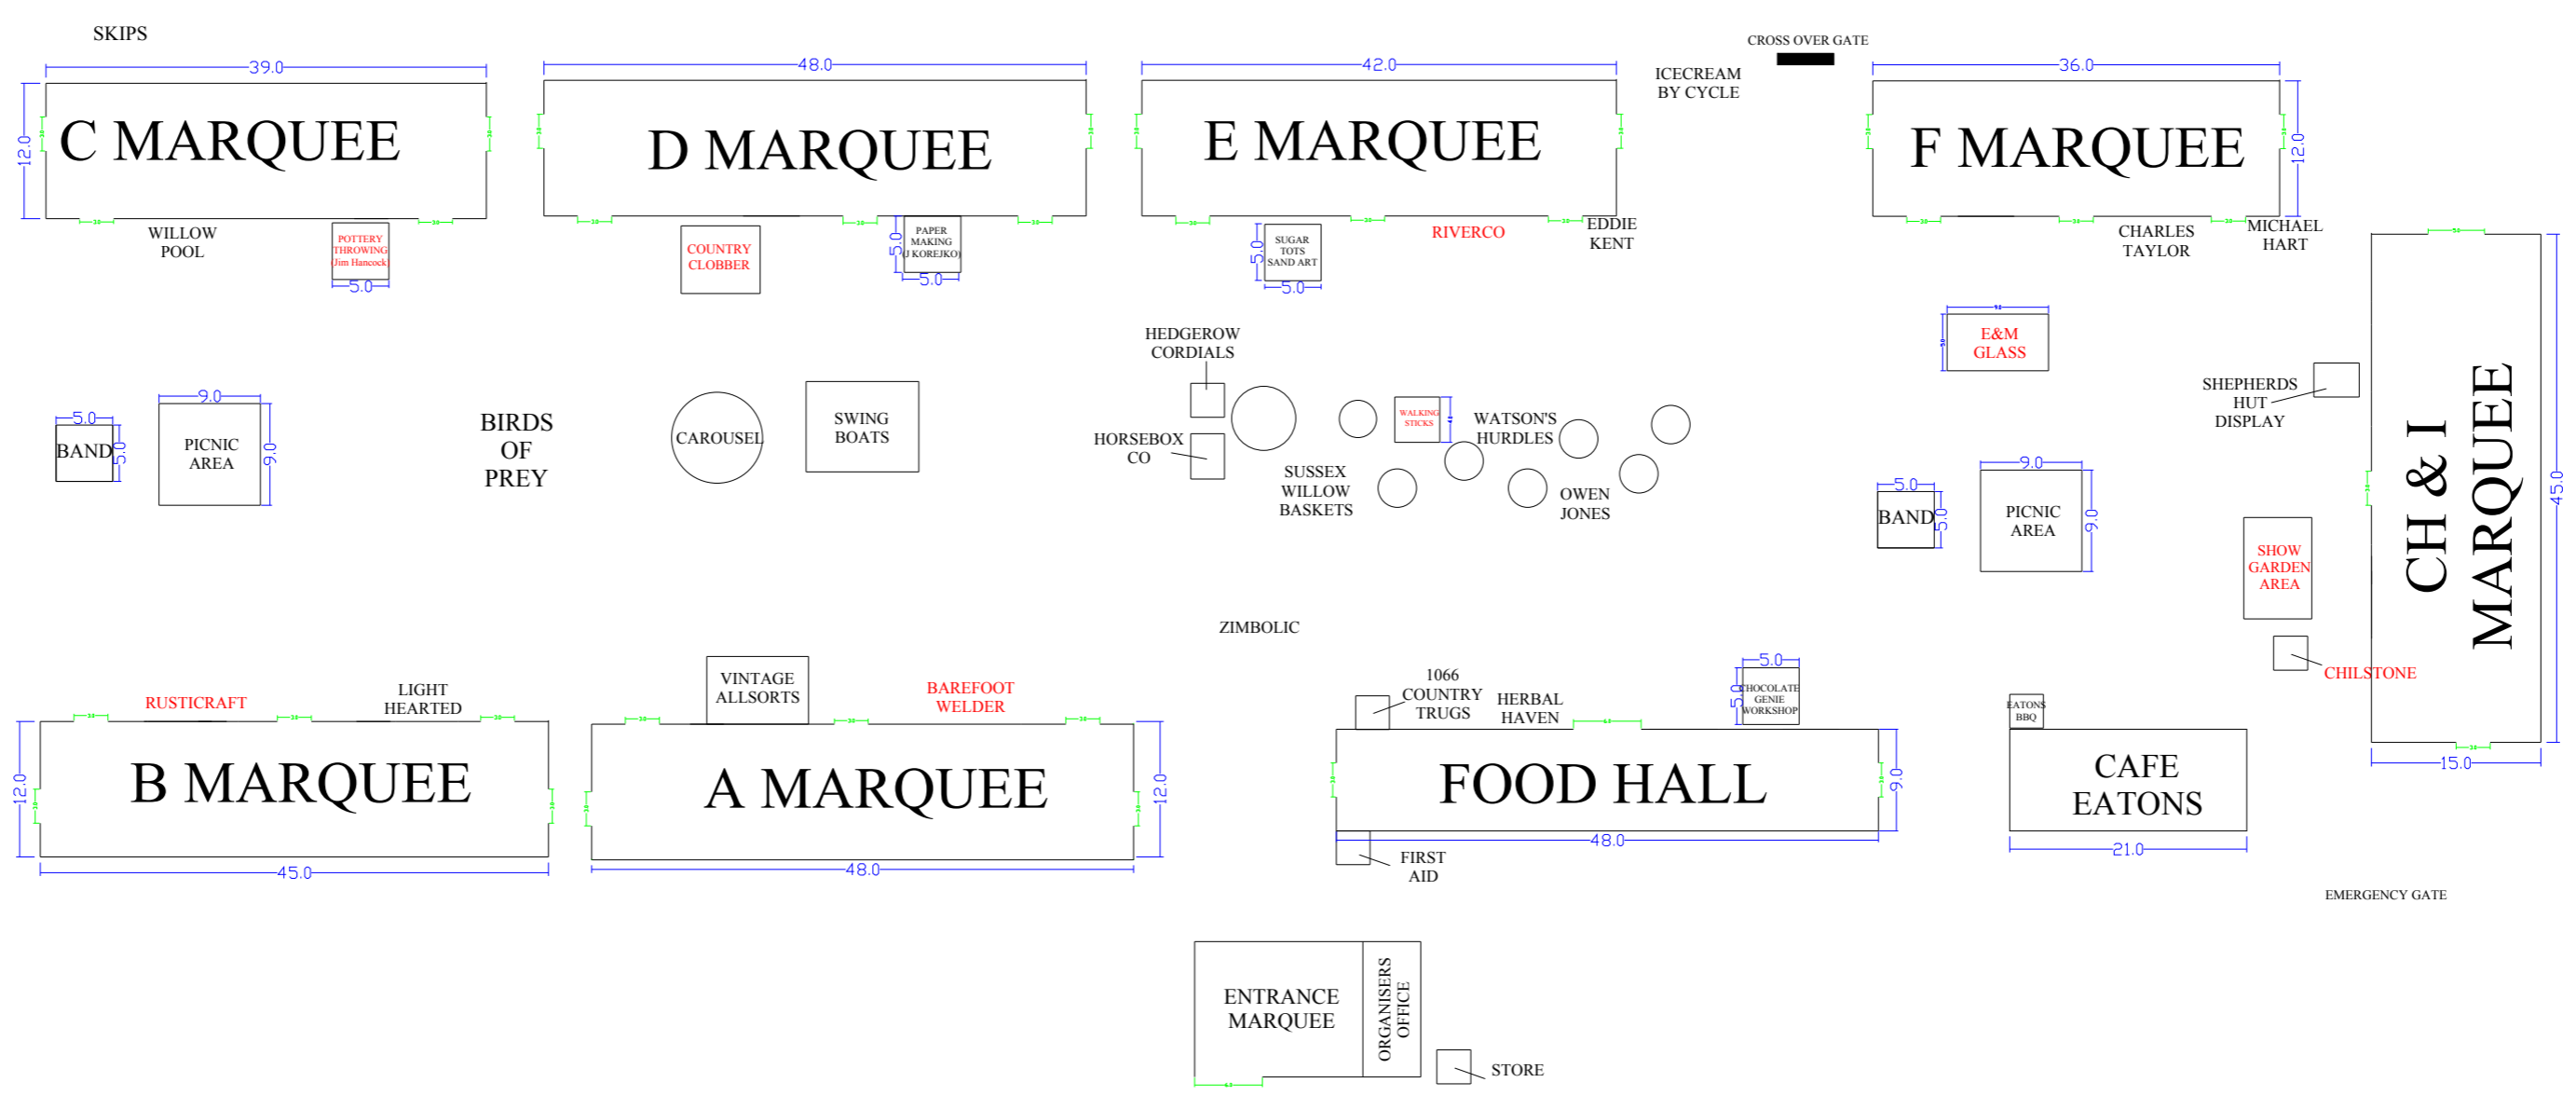 SKIPS
CROSS OVER GATE
ICECREAM
BY CYCLE
39.0
48.0
42.0
36.0
12.0
C MARQUEE
D MARQUEE
E MARQUEE
F MARQUEE
12.0
WILLOW
POOL
POTTERY
THROWING
(Jim Hancock)
5.0
COUNTRY
CLOBBER
5.0
PAPER
MAKING
(J KOREJKO)
5.0
5.0
SUGAR
TOTS
SAND ART
5.0
RIVERCO
EDDIE
KENT
CHARLES
TAYLOR
MICHAEL
HART
E&M
GLASS
HEDGEROW
CORDIALS
HORSEBOX
CO
5.0
BAND
5.0
9.0
PICNIC
AREA
9.0
BIRDS
OF
PREY
CAROUSEL
SWING
BOATS
WALKING
STICKS
WATSON'S
HURDLES
SUSSEX
WILLOW
BASKETS
OWEN
JONES
5.0
BAND
5.0
9.0
PICNIC
AREA
9.0
SHEPHERDS
HUT
DISPLAY
SHOW
GARDEN
AREA
CHILSTONE
CH & I
MARQUEE
45.0
15.0
ZIMBOLIC
RUSTICRAFT
LIGHT
HEARTED
VINTAGE
ALLSORTS
BAREFOOT
WELDER
1066
COUNTRY
TRUGS
HERBAL
HAVEN
5.0
5.0
CHOCOLATE
GENIE
WORKSHOP
EATONS
BBQ
12.0
B MARQUEE
45.0
A MARQUEE
12.0
48.0
FOOD HALL
9.0
48.0
CAFE
EATONS
21.0
FIRST
AID
EMERGENCY GATE
ENTRANCE
MARQUEE
ORGANISERS
OFFICE
STORE